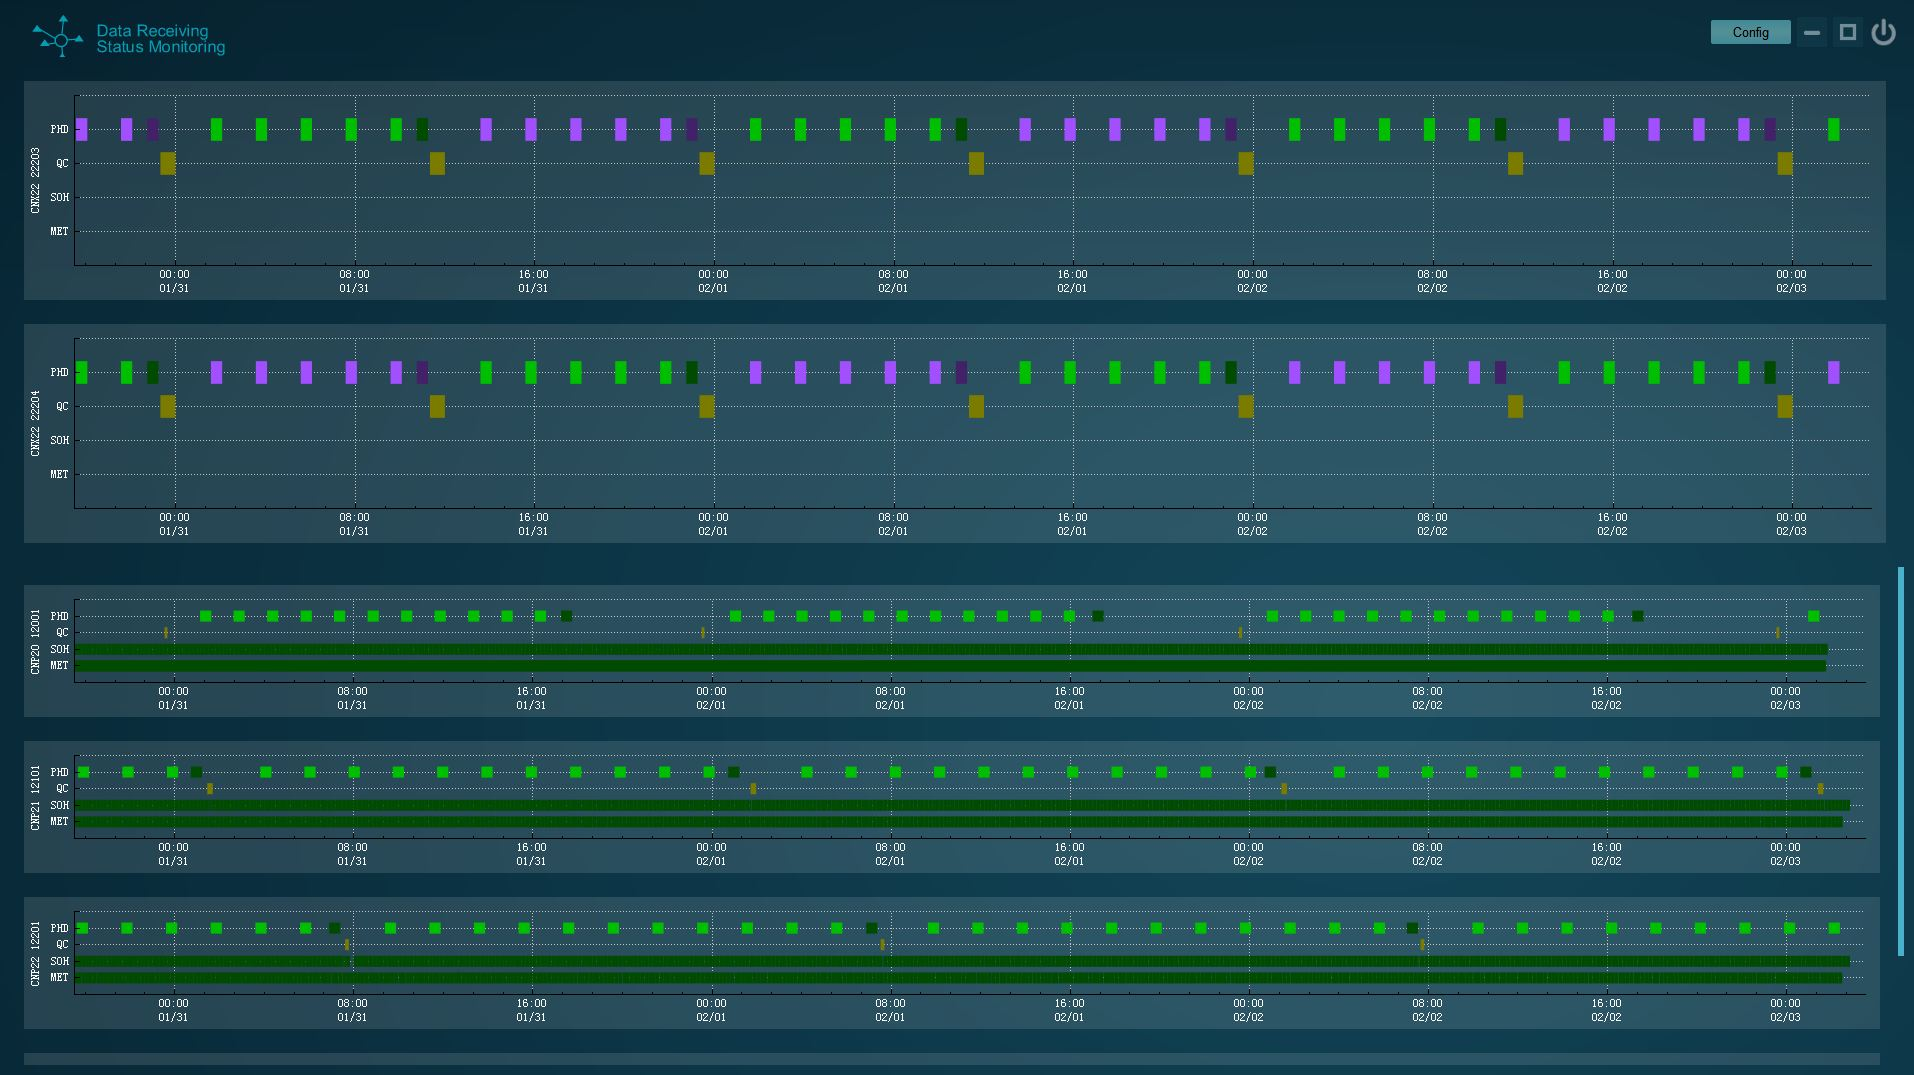 Data Receiving
Status Monitoring
Config
CNX22 22203
PHD
QC
SOH
MET
00:00 08:00 16:00 00:00 08:00 16:00 00:00 08:00 16:00 00:00
01/31 01/31 01/31 02/01 02/01 02/01 02/02 02/02 02/02 02/03
CNX22 22204
PHD
QC
SOH
MET
00:00 08:00 16:00 00:00 08:00 16:00 00:00 08:00 16:00 00:00
01/31 01/31 01/31 02/01 02/01 02/01 02/02 02/02 02/02 02/03
CNP20 12001
PHD
QC
SOH
MET
00:00 08:00 16:00 00:00 08:00 16:00 00:00 08:00 16:00 00:00
01/31 01/31 01/31 02/01 02/01 02/01 02/02 02/02 02/02 02/03
CNP21 12101
PHD
QC
SOH
MET
00:00 08:00 16:00 00:00 08:00 16:00 00:00 08:00 16:00 00:00
01/31 01/31 01/31 02/01 02/01 02/01 02/02 02/02 02/02 02/03
CNP22 12201
PHD
QC
SOH
MET
00:00 08:00 16:00 00:00 08:00 16:00 00:00 08:00 16:00 00:00
01/31 01/31 01/31 02/01 02/01 02/01 02/02 02/02 02/02 02/03